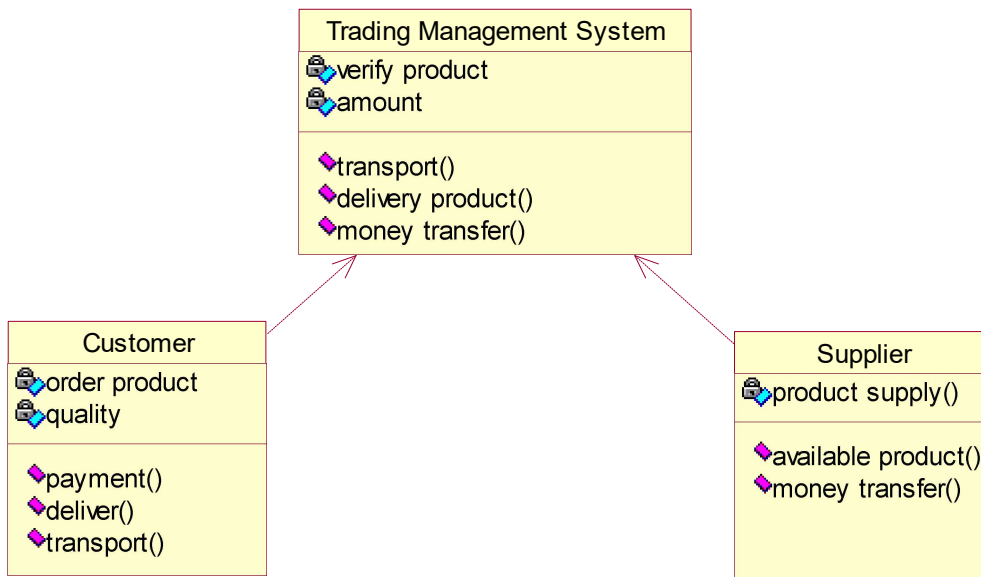 Trading Management System
verify product
amount
transport()
delivery product()
money transfer()
Customer
order product
quality
payment()
deliver()
transport()
Supplier
product supply()
available product()
money transfer()